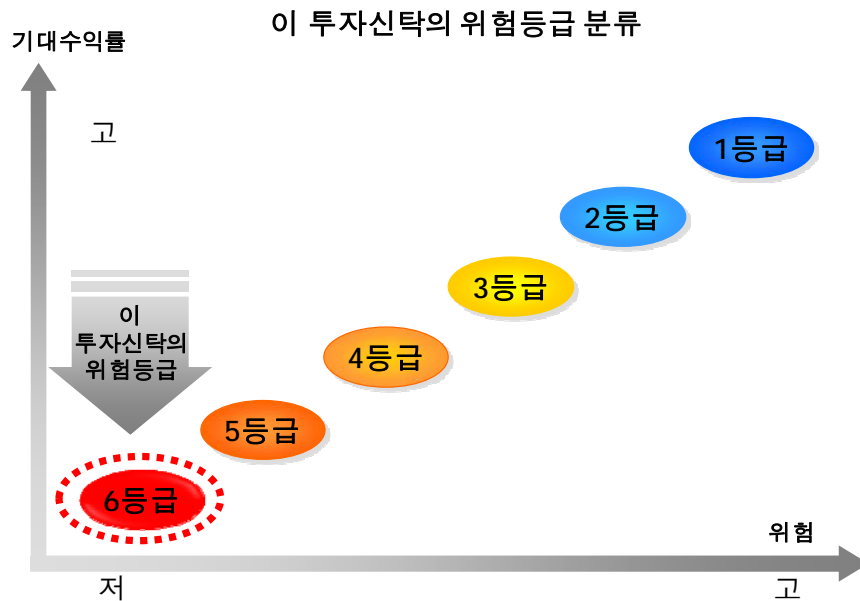 이 투자신탁의 위험등급 분류
기대수익률
고
1등급
2등급
3등급
이
투자신탁의
위험등급
4등급
5등급
6등급
위험
저
고